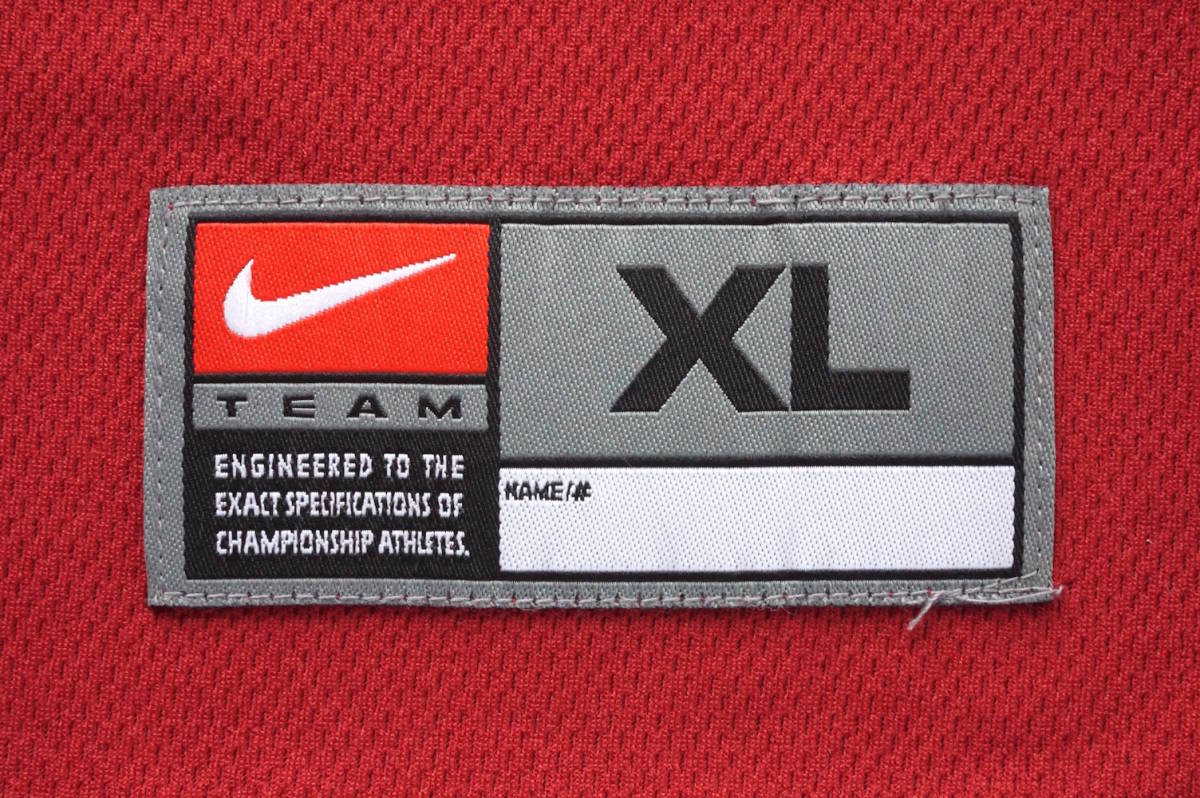 TEAM
ENGINEERED TO THE
EXACT SPECIFICATIONS OF
CHAMPIONSHIP ATHLETES.
XL
NAME/#